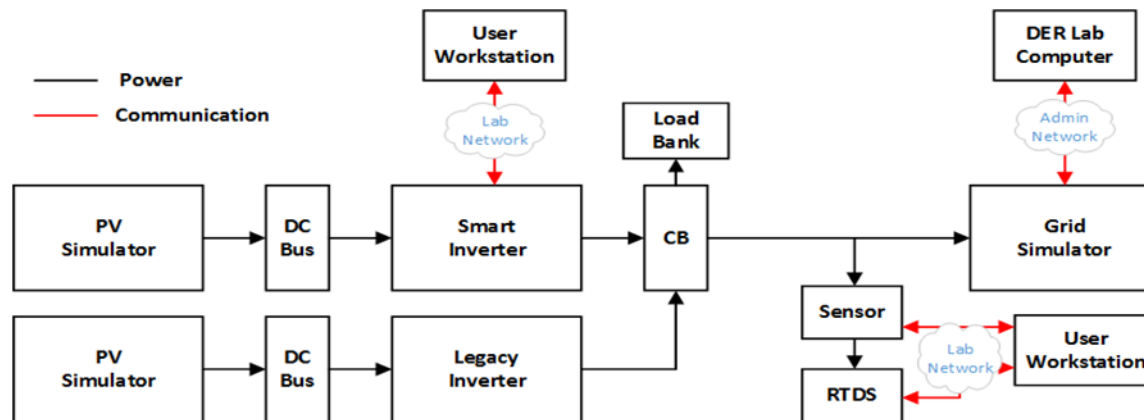 User
Workstation
DER Lab
Computer
Power
Communication
Lab
Network
Admin
Network
Load
Bank
PV
Simulator
DC
Bus
Smart
Inverter
CB
Grid
Simulator
Sensor
PV
Simulator
DC
Bus
Legacy
Inverter
RTDS
Lab
Network
User
Workstation